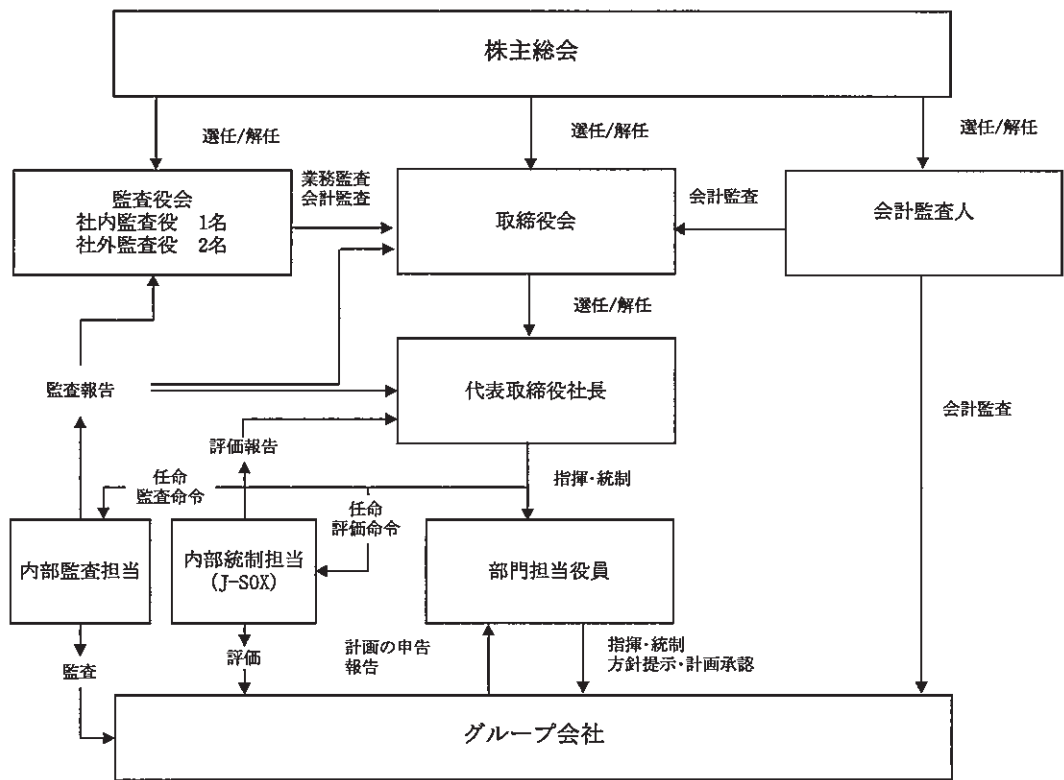 株主総会
選任/解任
選任/解任
選任/解任
監査役会
社内監査役 1名
社外監査役 2名
業務監査
会計監査
取締役会
会計監査
会計監査人
選任/解任
監査報告
代表取締役社長
会計監査
評価報告
指揮・統制
任命
監査命令
任命
評価命令
内部監査担当
内部統制担当
(J-SOX)
部門担当役員
監査
評価
計画の申告
報告
指揮・統制
方針提示・計画承認
グループ会社